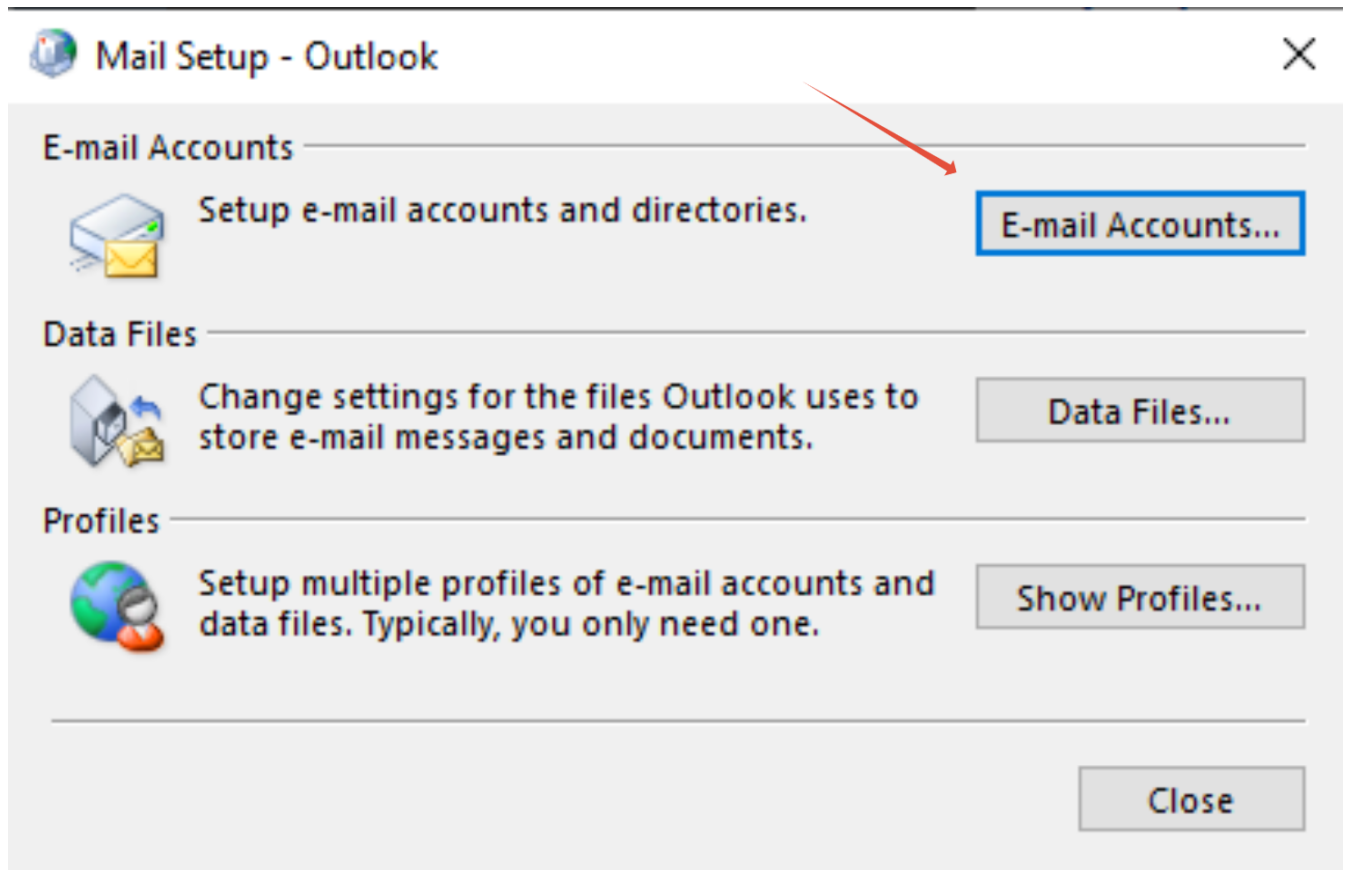 Mail Setup - Outlook
E-mail Accounts
Setup e-mail accounts and directories.
E-mail Accounts...
Data Files
Change settings for the files Outlook uses to
store e-mail messages and documents.
Data Files...
Profiles
Setup multiple profiles of e-mail accounts and
data files. Typically, you only need one.
Show Profiles...
Close